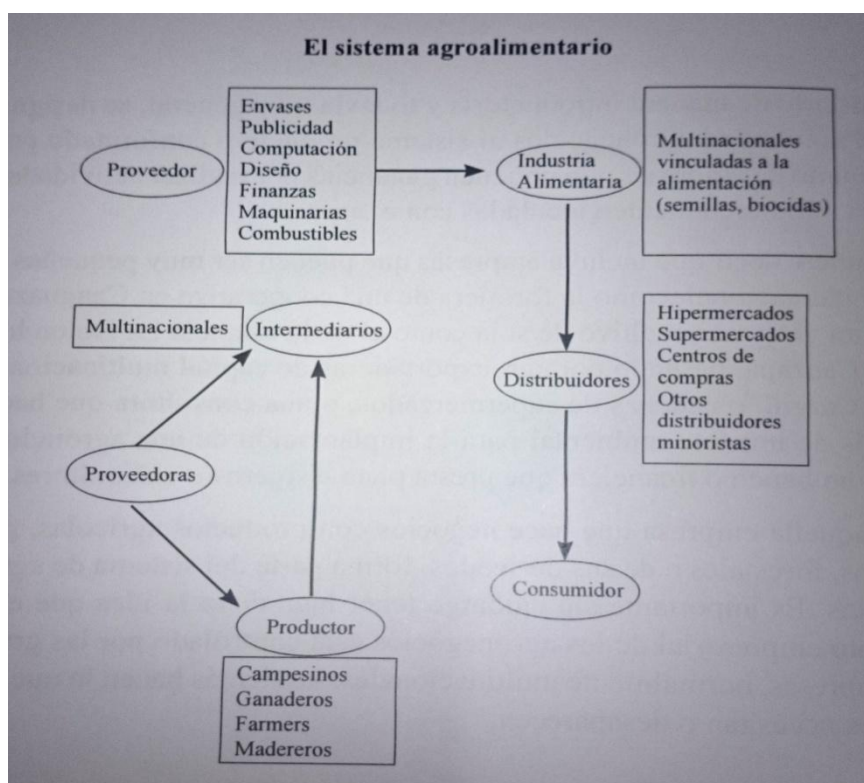 El sistema agroalimentario
Proveedor
Envases
Publicidad
Computación
Diseño
Finanzas
Maquinarias
Combustibles
Industria
Alimentaria
Multinacionales
vinculadas a la
alimentación
(semillas, biocidas)
Multinacionales
Intermediarios
Distribuidores
Hipermercados
Supermercados
Centros de
compras
Otros
distribuidores
minoristas
Proveedoras
Consumidor
Productor
Campesinos
Ganaderos
Farmers
Madereros